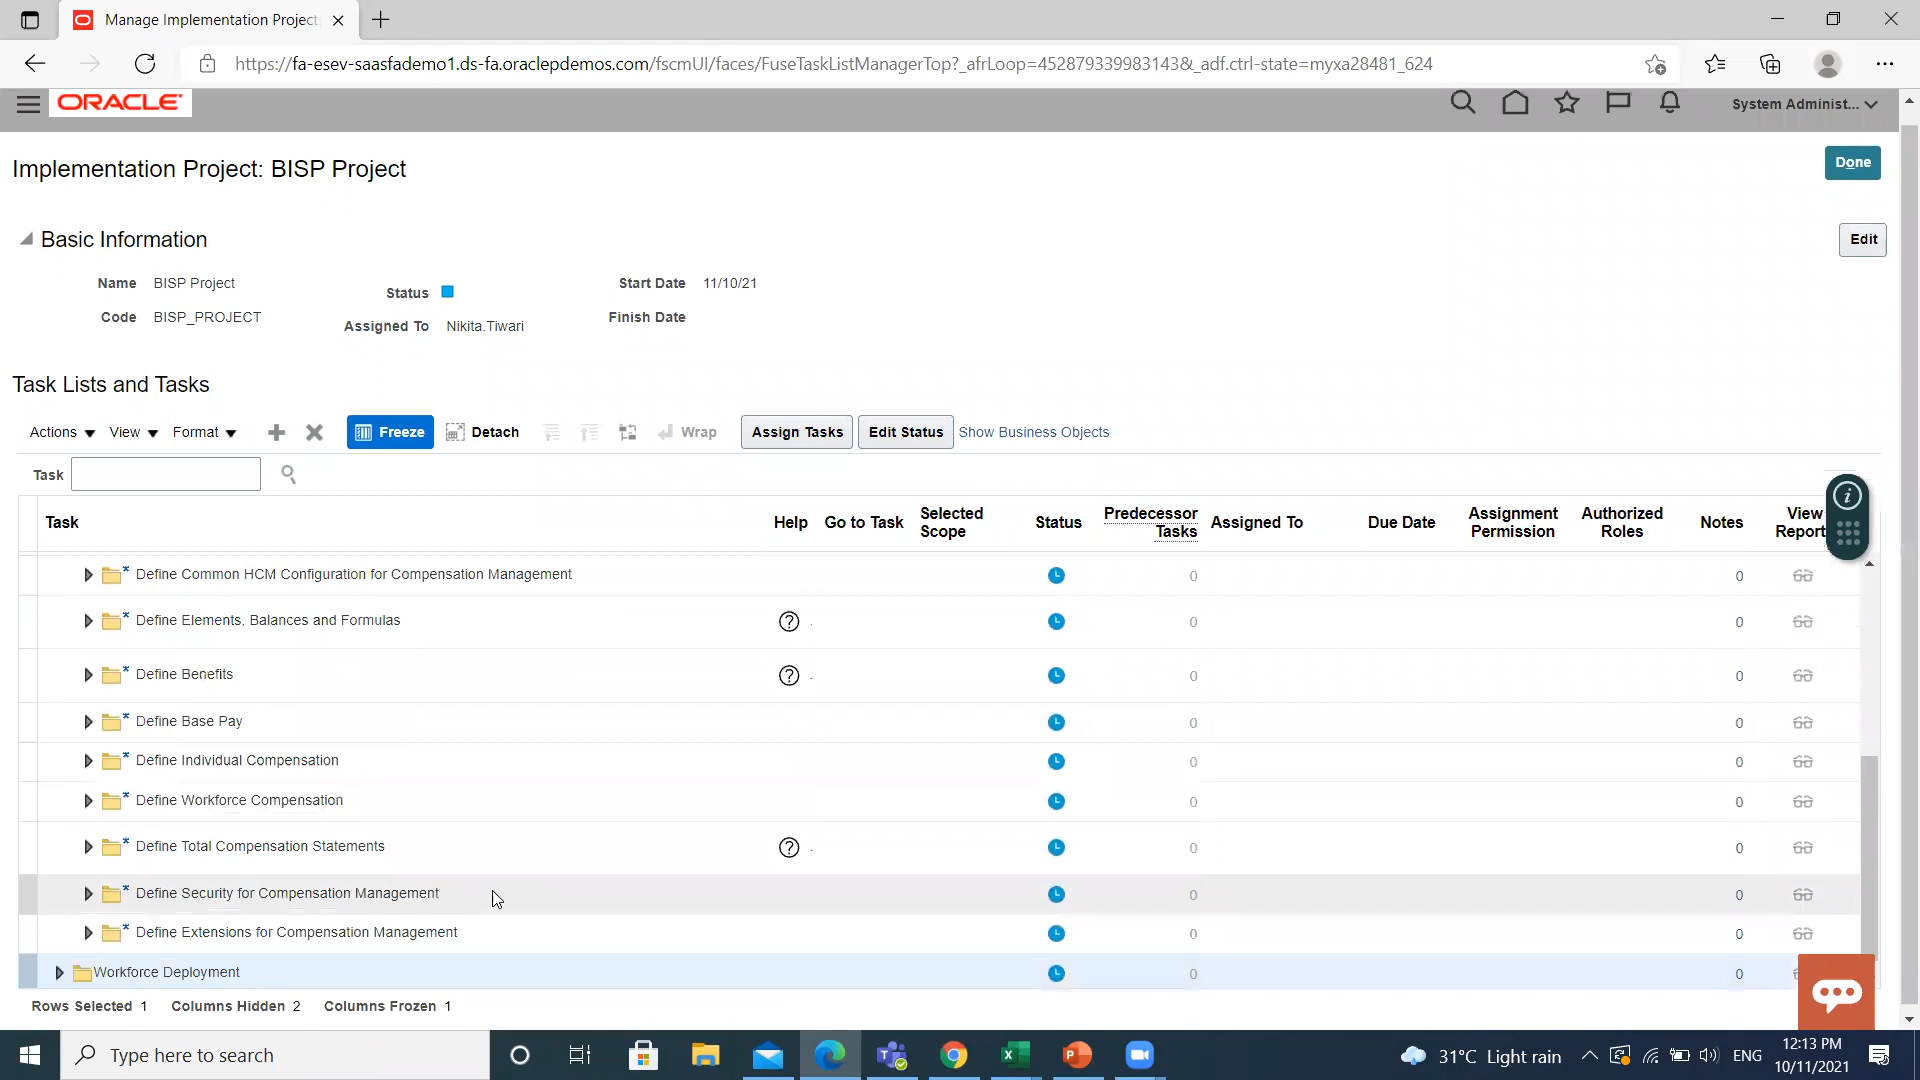 Manage Implementation Project:
https://fa-esev-saasfademo1.ds-fa.oraclepdemos.com/fscmUI/faces/FuseTaskListManagerTop?_afrLoop=452879339983143&_adf.ctrl-state=myxa28481_624
ORACLE
System Administ...
Implementation Project: BISP Project
Done
Basic Information
Edit
Name BISP Project
Status
Start Date 11/10/21
Code BISP_PROJECT
Assigned To Nikita.Tiwari
Finish Date
Task Lists and Tasks
Actions View Format Freeze Detach Wrap Assign Tasks Edit Status Show Business Objects
Task
Task Help Go to Task Selected Scope Status Predecessor Tasks Assigned To Due Date Assignment Permission Authorized Roles Notes View Report
Define Common HCM Configuration for Compensation Management 0 0
Define Elements, Balances and Formulas 0 0
Define Benefits 0 0
Define Base Pay 0 0
Define Individual Compensation 0 0
Define Workforce Compensation 0 0
Define Total Compensation Statements 0 0
Define Security for Compensation Management 0 0
Define Extensions for Compensation Management 0 0
Workforce Deployment 0 0
Rows Selected 1 Columns Hidden 2 Columns Frozen 1
Type here to search
31°C Light rain
ENG
12:13 PM
10/11/2021